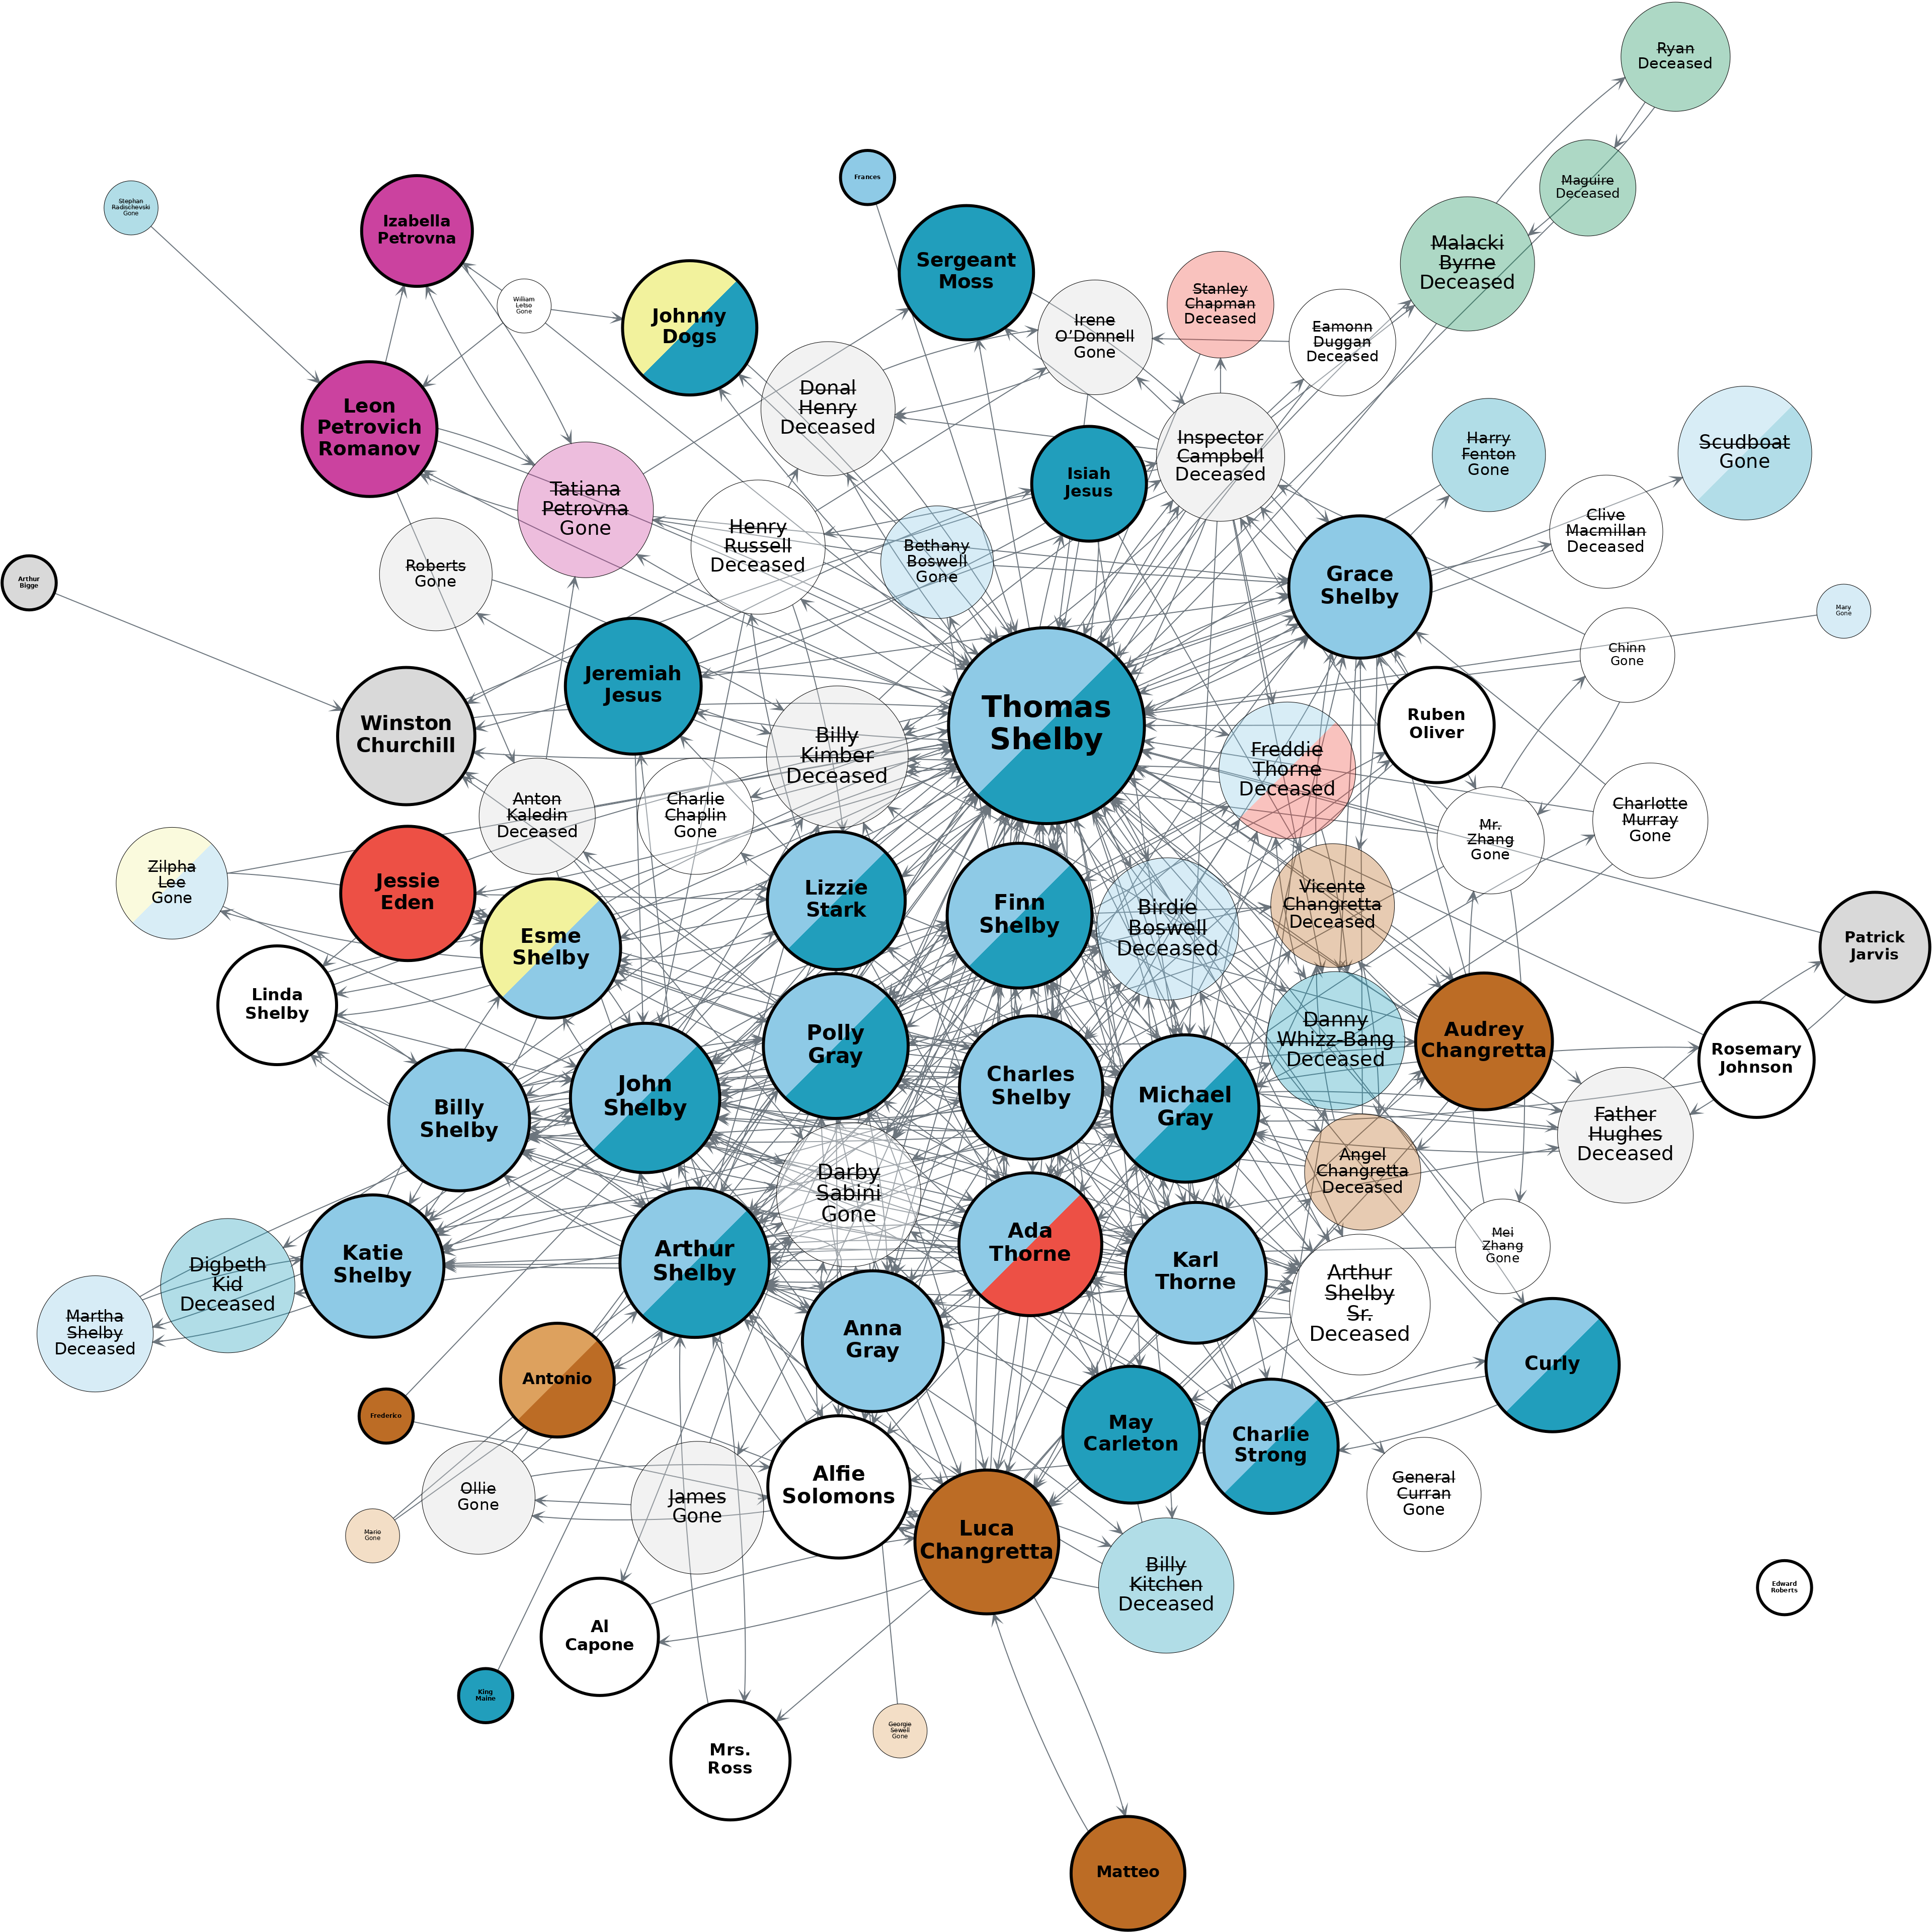 Ryan
Deceased
Maguire
Deceased
Frances
Stephan
Radischevski
Gone
Izabella
Petrovna
Malacki
Byrne
Deceased
Sergeant
Moss
William
Letso
Gone
Johnny
Dogs
Stanley
Chapman
Deceased
Irene
O’Donnell
Gone
Eamonn
Duggan
Deceased
Donal
Henry
Deceased
Leon
Petrovich
Romanov
Inspector
Campbell
Deceased
Harry
Fenton
Gone
Scudboat
Gone
Isiah
Jesus
Tatiana
Petrovna
Gone
Henry
Russell
Deceased
Clive
Macmillan
Deceased
Bethany
Boswell
Gone
Roberts
Gone
Arthur
Bigge
Grace
Shelby
Mary
Gone
Chinn
Gone
Jeremiah
Jesus
Thomas
Shelby
Ruben
Oliver
Winston
Churchill
Billy
Kimber
Deceased
Freddie
Thorne
Deceased
Anton
Kaledin
Deceased
Charlie
Chaplin
Gone
Charlotte
Murray
Gone
Mr.
Zhang
Gone
Zilpha
Lee
Gone
Jessie
Eden
Lizzie
Stark
Finn
Shelby
Vicente
Changretta
Deceased
Birdie
Boswell
Deceased
Esme
Shelby
Patrick
Jarvis
Linda
Shelby
Polly
Gray
Danny
Whizz-Bang
Deceased
Audrey
Changretta
Rosemary
Johnson
John
Shelby
Charles
Shelby
Michael
Gray
Billy
Shelby
Father
Hughes
Deceased
Angel
Changretta
Deceased
Darby
Sabini
Gone
Ada
Thorne
Mei
Zhang
Gone
Katie
Shelby
Arthur
Shelby
Karl
Thorne
Digbeth
Kid
Deceased
Arthur
Shelby
Sr.
Deceased
Martha
Shelby
Deceased
Anna
Gray
Curly
Antonio
Frederko
May
Carleton
Charlie
Strong
Alfie
Solomons
Ollie
Gone
James
Gone
General
Curran
Gone
Mario
Gone
Luca
Changretta
Billy
Kitchen
Deceased
Edward
Roberts
Al
Capone
King
Maine
Georgie
Sewell
Gone
Mrs.
Ross
Matteo